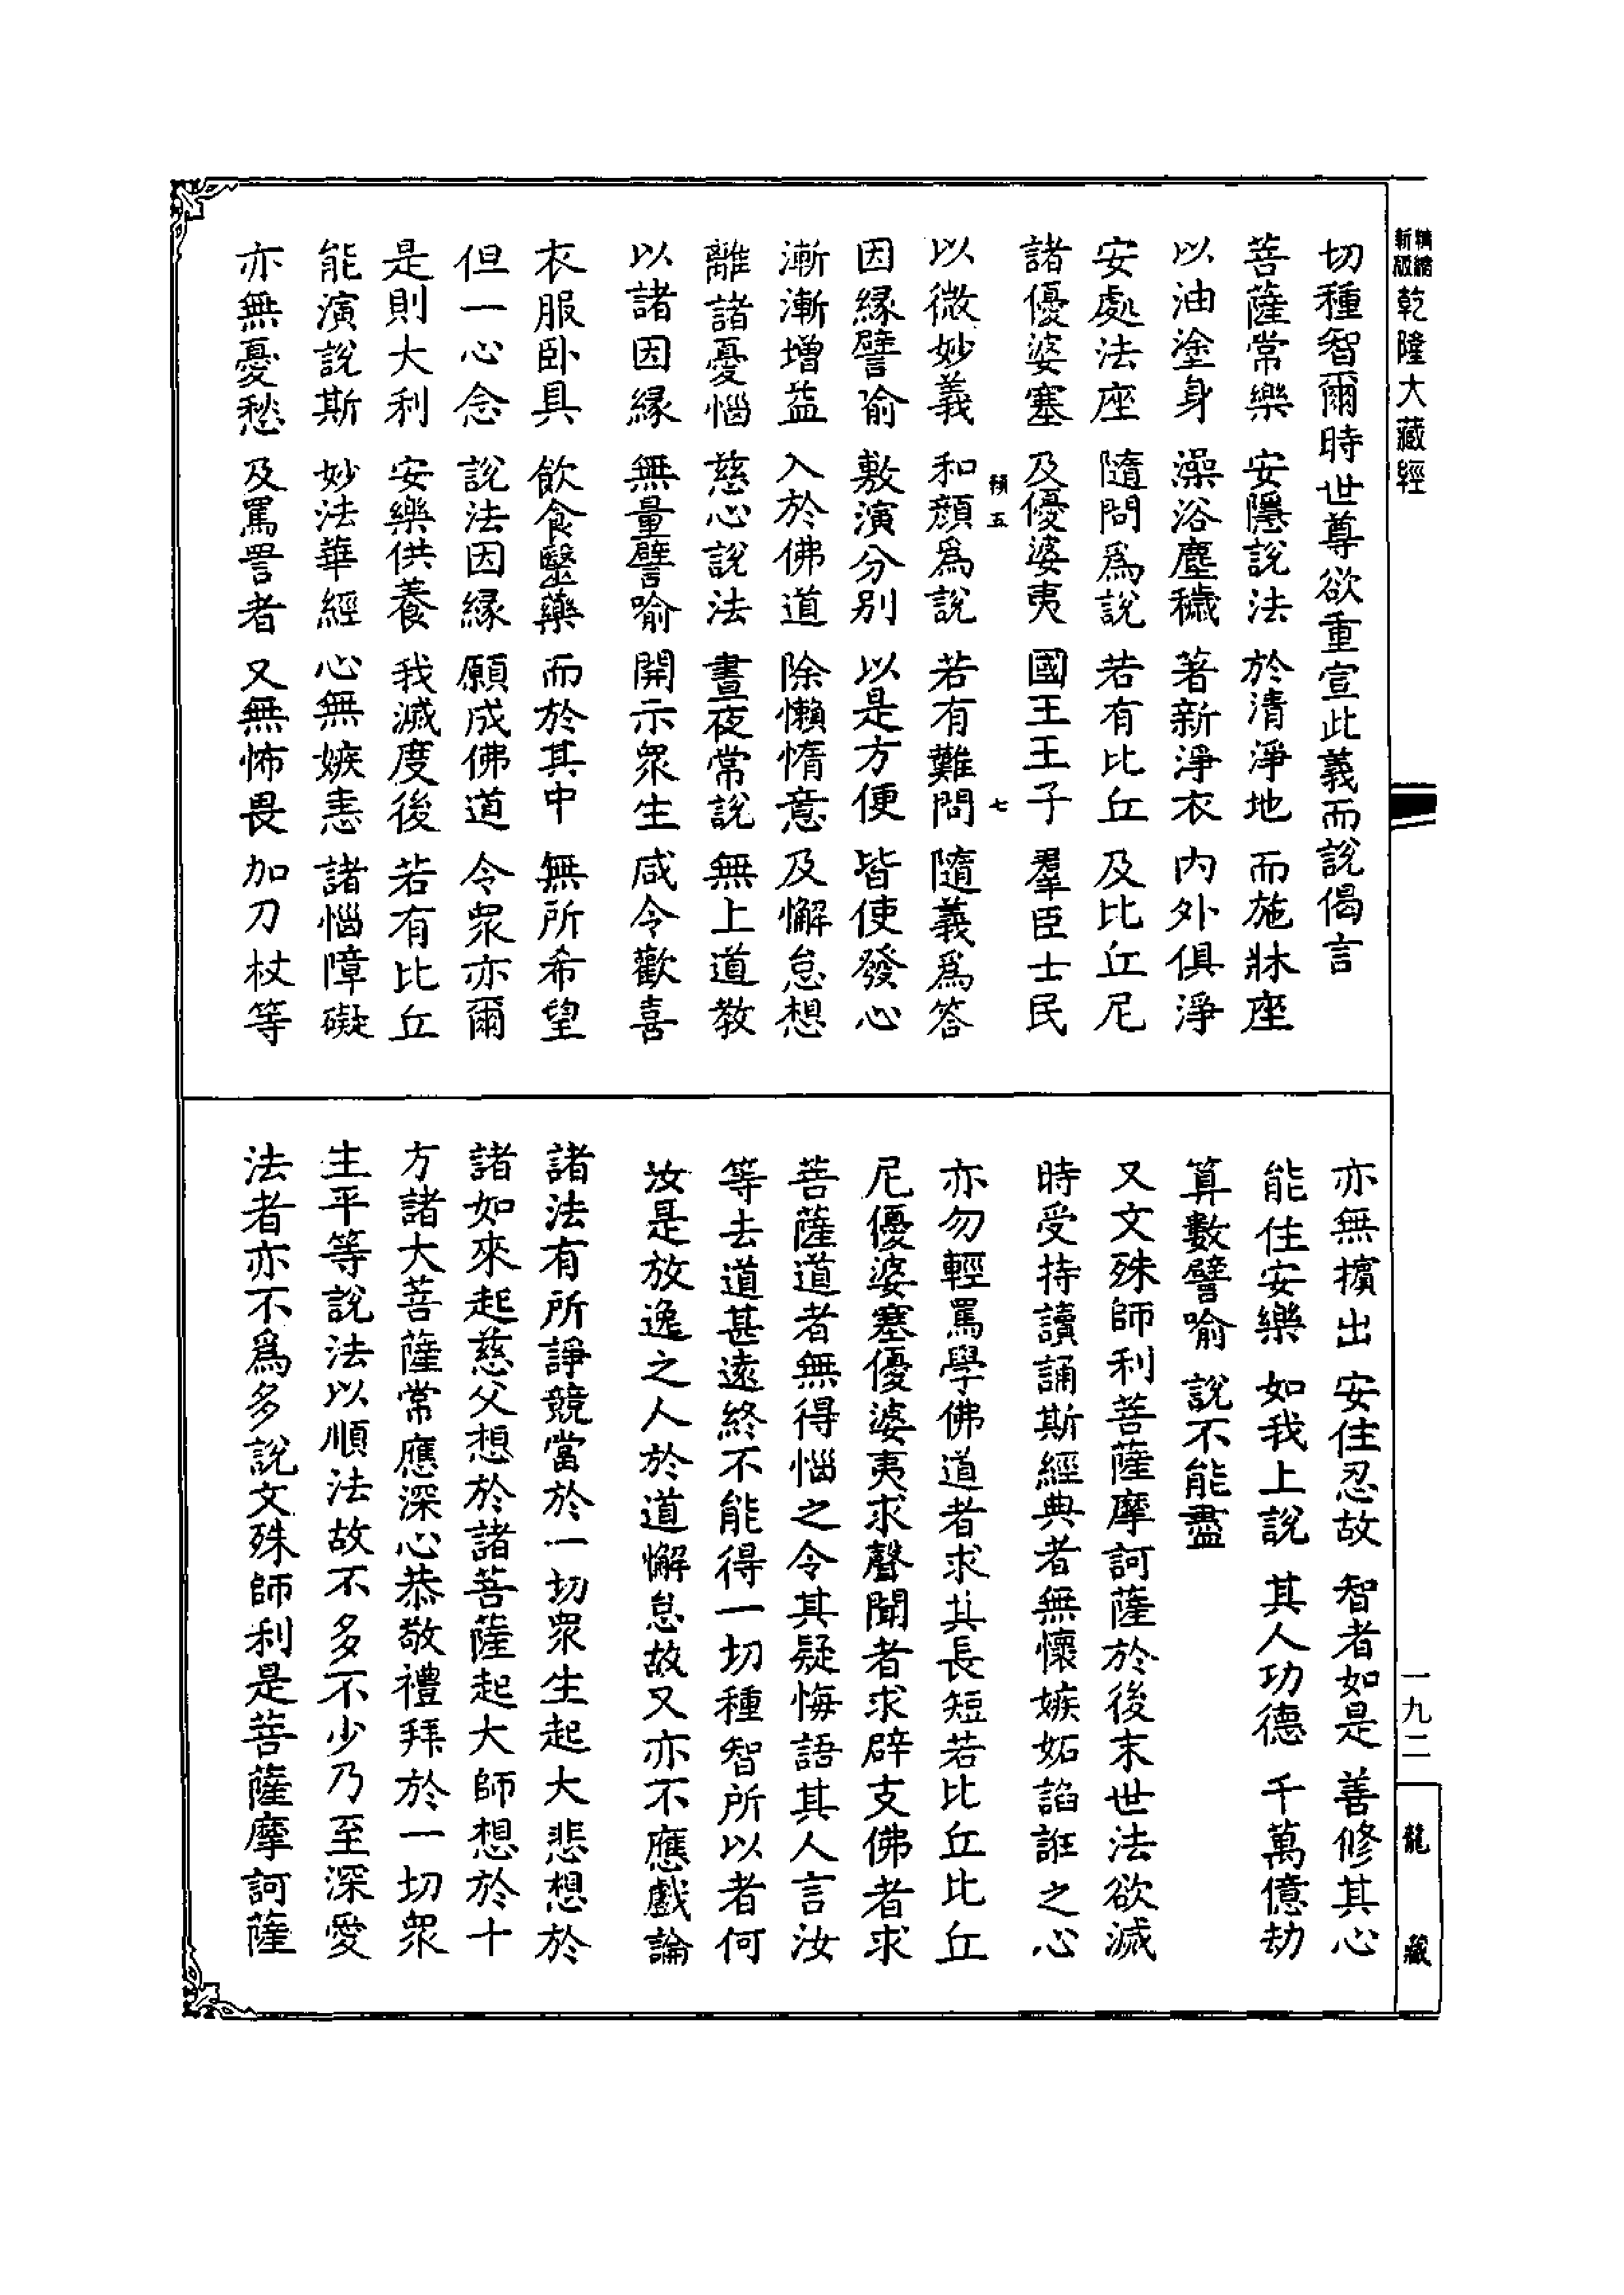 精縮新版 乾隆大藏經
切種智爾時世尊欲重宣此義而說偈言
菩薩常樂 安隱說法 於清淨地 而施牀座
以油塗身 澡浴塵穢 著新淨衣 內外俱淨
安處法座 隨問爲說 若有比丘 及比丘尼
諸優婆塞 及優婆夷 國王王子 羣臣士民
五 七
以微妙義 和顏爲說 若有難問 隨義爲答
因緣譬喻 敷演分別 以是方便 皆使發心
漸漸增益 入於佛道 除懶惰意 及懈怠想
離諸憂惱 慈心說法 晝夜常說 無上道教
以諸因緣 無量譬喻 開示眾生 咸令歡喜
衣服卧具 飲食醫藥 而於其中 無所希望
但一心念 說法因緣 願成佛道 令眾亦爾
是則大利 安樂供養 我滅度後 若有比丘
能演說斯 妙法華經 心無嫉恚 諸惱障礙
亦無憂愁 及罵詈者 又無怖畏 加刀杖等
亦無擯出 安住忍故 智者如是 善修其心
能住安樂 如我上說 其人功德 千萬億劫
算數譬喻 說不能盡
又文殊師利菩薩摩訶薩於後末世法欲滅
時受持讀誦斯經典者無懷嫉妬諂誑之心
亦勿輕罵學佛道者求其長短若比丘比丘
尼優婆塞優婆夷求聲聞者求辟支佛者求
菩薩道者無得惱之令其疑悔語其人言汝
等去道甚遠終不能得一切種智所以者何
汝是放逸之人於道懈怠故又亦不應戲論
諸法有所諍競當於一切眾生起大悲想於
諸如來起慈父想於諸菩薩起大師想於十
方諸大菩薩常應深心恭敬禮拜於一切眾
生平等說法以順法故不多不少乃至深愛
法者亦不爲多說文殊師利是菩薩摩訶薩
一九二
龍藏